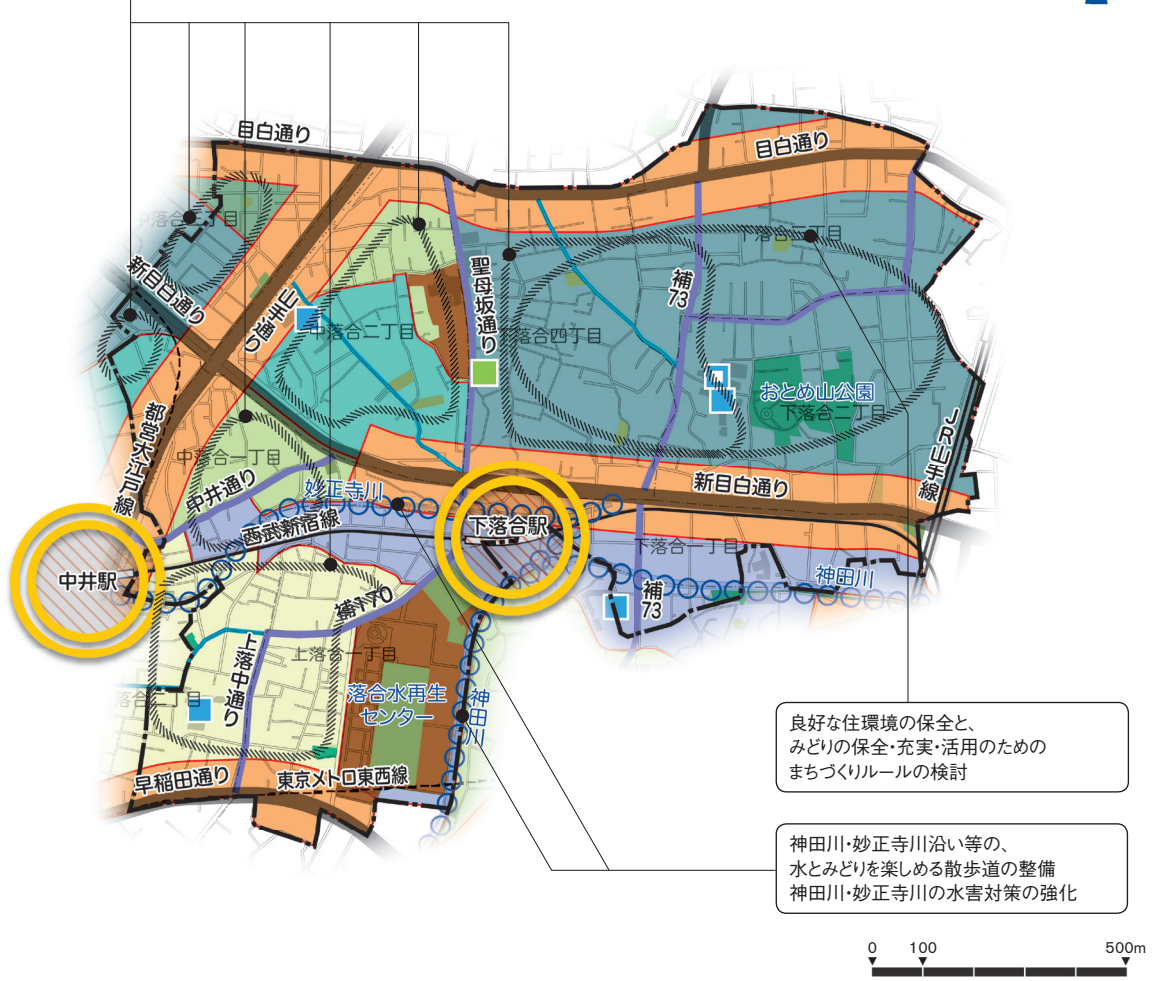 目白通り
目白通り
中落合三丁目
下落合三丁目
新目白通り
山手通り
聖母坂通り
補
73
中落合二丁目
下落合四丁目
おとめ山公園
下落合二丁目
JR山手線
都営大江戸線
中落合一丁目
中井通り
妙正寺川
新目白通り
西武新宿線
下落合駅
下落合一丁目
中井駅
神田川
補170
補
73
上落合一丁目
上落中通り
落合水再生
センター
神田川
落合二丁目
早稲田通り
東京メトロ東西線
良好な住環境の保全と、
みどりの保全・充実・活用のための
まちづくりルールの検討
神田川・妙正寺川沿い等の、
水とみどりを楽しめる散歩道の整備
神田川・妙正寺川の水害対策の強化
0 100 500m